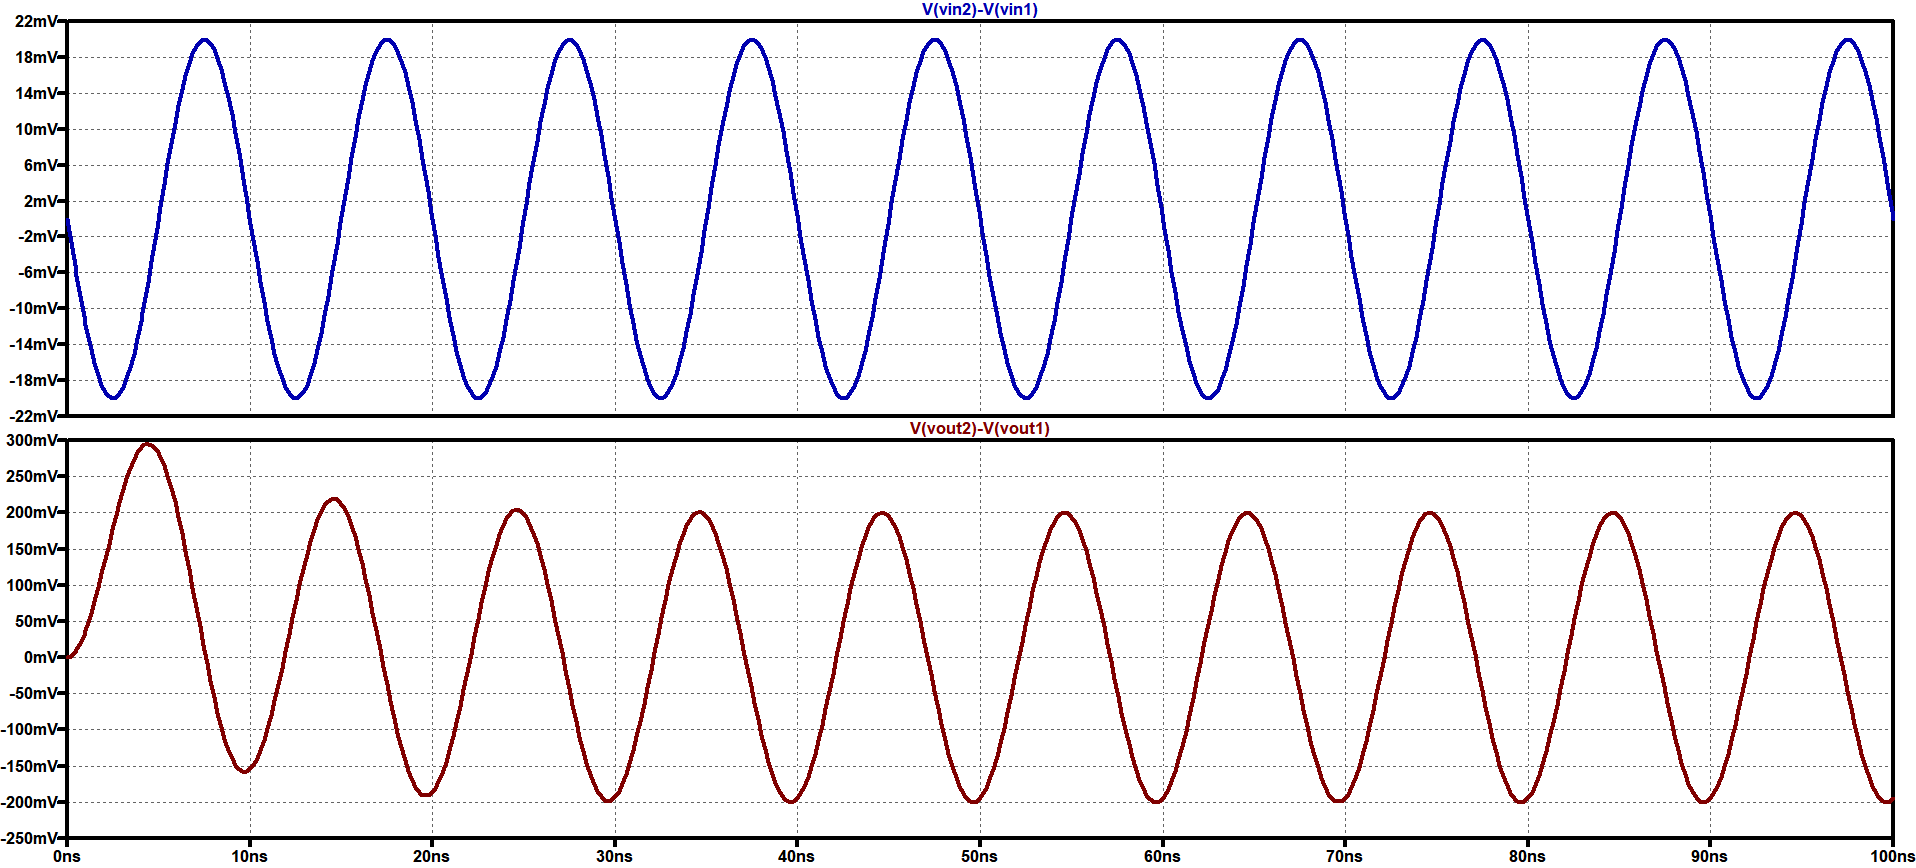 V(vin2)-V(vin1)
22mV
18mV
14mV
10mV
6mV
2mV
-2mV
-6mV
-10mV
-14mV
-18mV
-22mV
V(vout2)-V(vout1)
300mV
250mV
200mV
150mV
100mV
50mV
0mV
-50mV
-100mV
-150mV
-200mV
-250mV
0ns 10ns 20ns 30ns 40ns 50ns 60ns 70ns 80ns 90ns 100ns